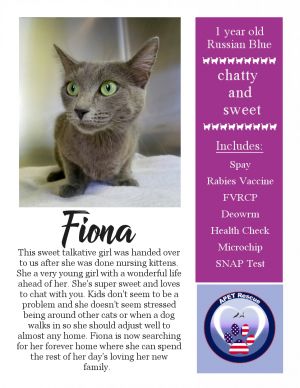 1 year old
Russian Blue
chatty
and
sweet
Includes:
Spay
Rabies Vaccine
FVRCP
Deowrm
Health Check
Microchip
SNAP Test
Fiona
This sweet talkative girl was handed over
to us after she was done nursing kittens.
She a very young girl with a wonderful life
ahead of her. She's super sweet and loves
to chat with you. Kids don't seem to be a
problem and she doesn't seem stressed
being around other cats or when a dog
walks in so she should adjust well to
almost any home. Fiona is now searching
for her forever home where she can spend
the rest of her day's loving her new
family.
APET Rescue